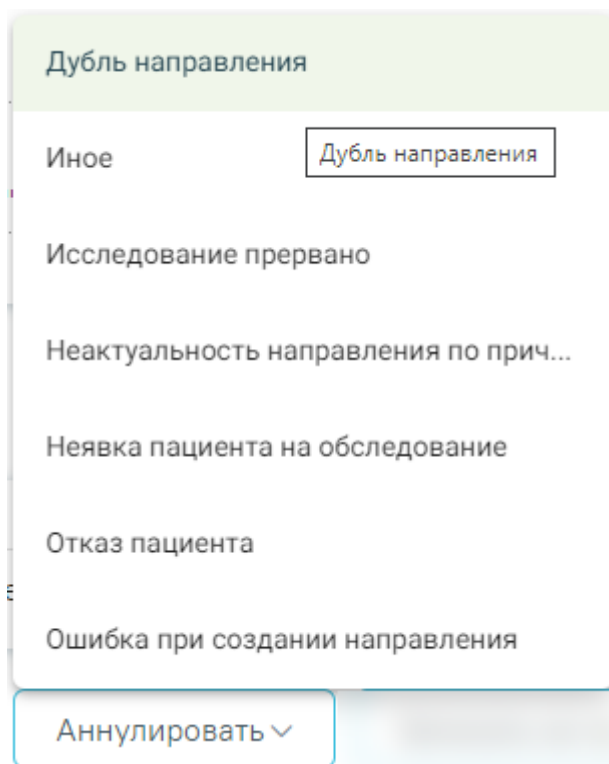 Дубль направления
Иное
Дубль направления
Исследование прервано
Неактуальность направления по прич...
Неявка пациента на обследование
Отказ пациента
Ошибка при создании направления
Аннулировать